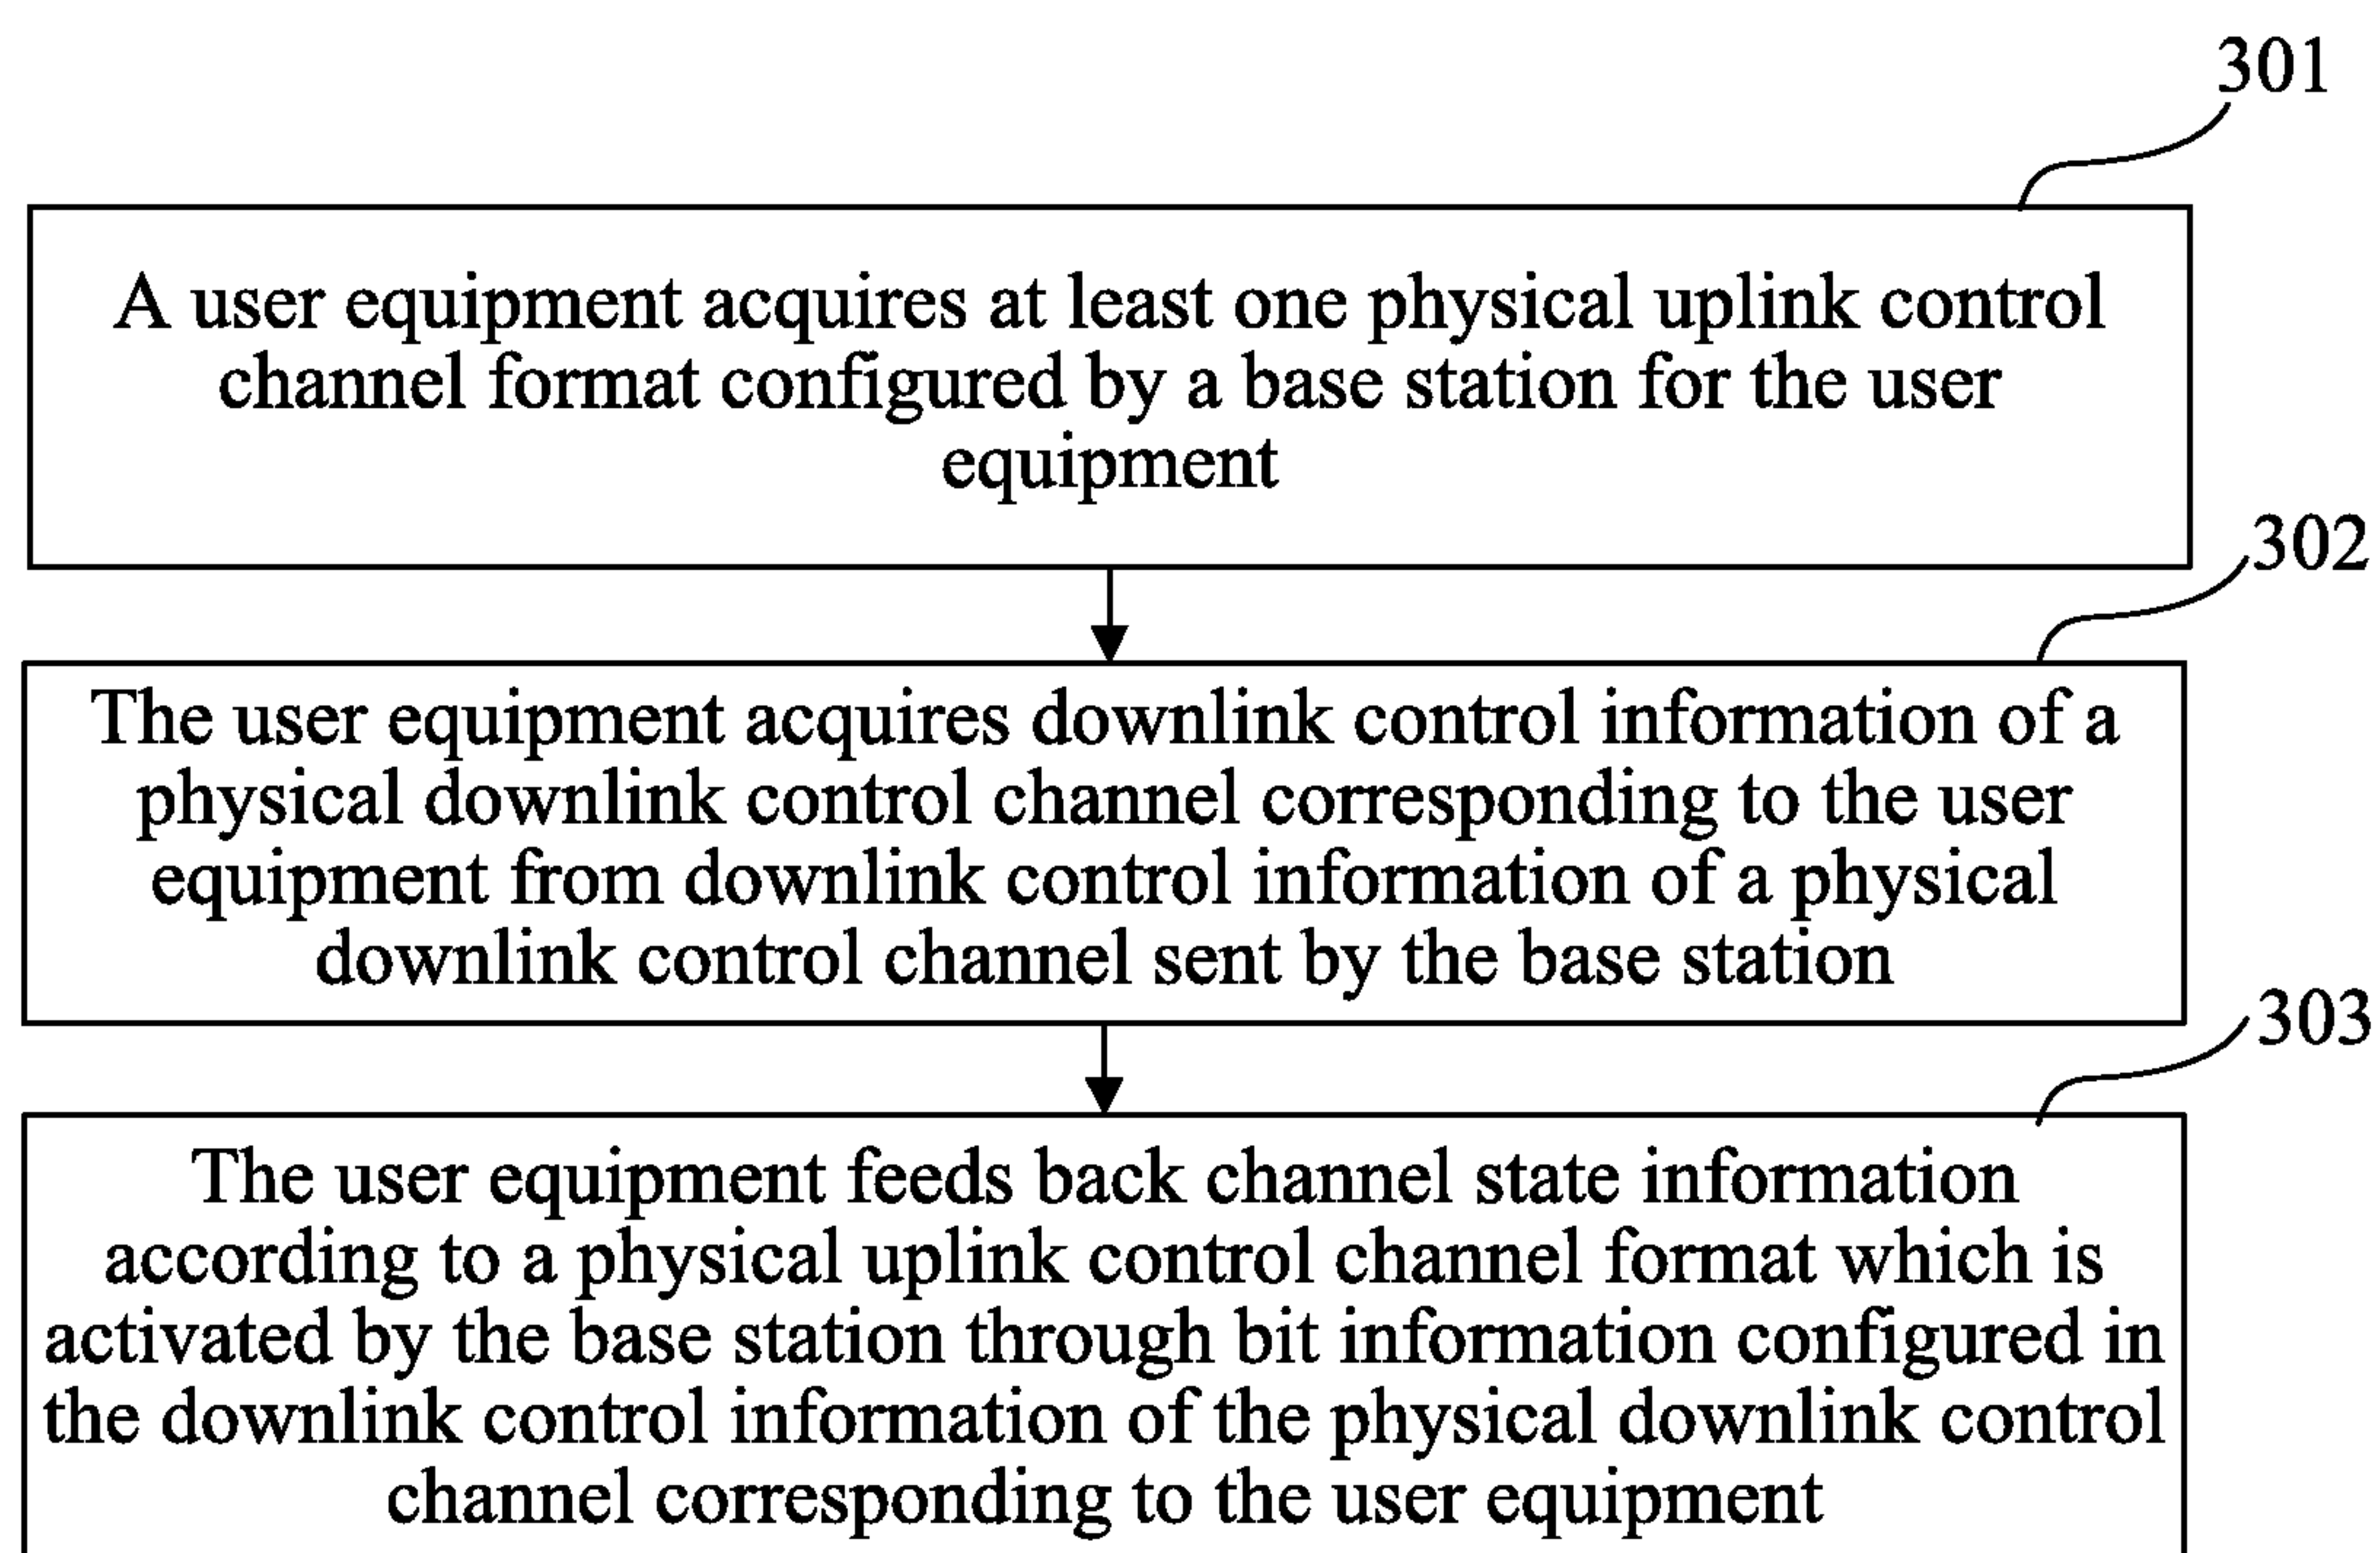 301
A user equipment acquires at least one physical uplink control
channel format configured by a base station for the user
equipment
302
The user equipment acquires downlink control information of a
physical downlink control channel corresponding to the user
equipment from downlink control information of a physical
downlink control channel sent by the base station
303
The user equipment feeds back channel state information
according to a physical uplink control channel format which is
activated by the base station through bit information configured in
the downlink control information of the physical downlink control
channel corresponding to the user equipment